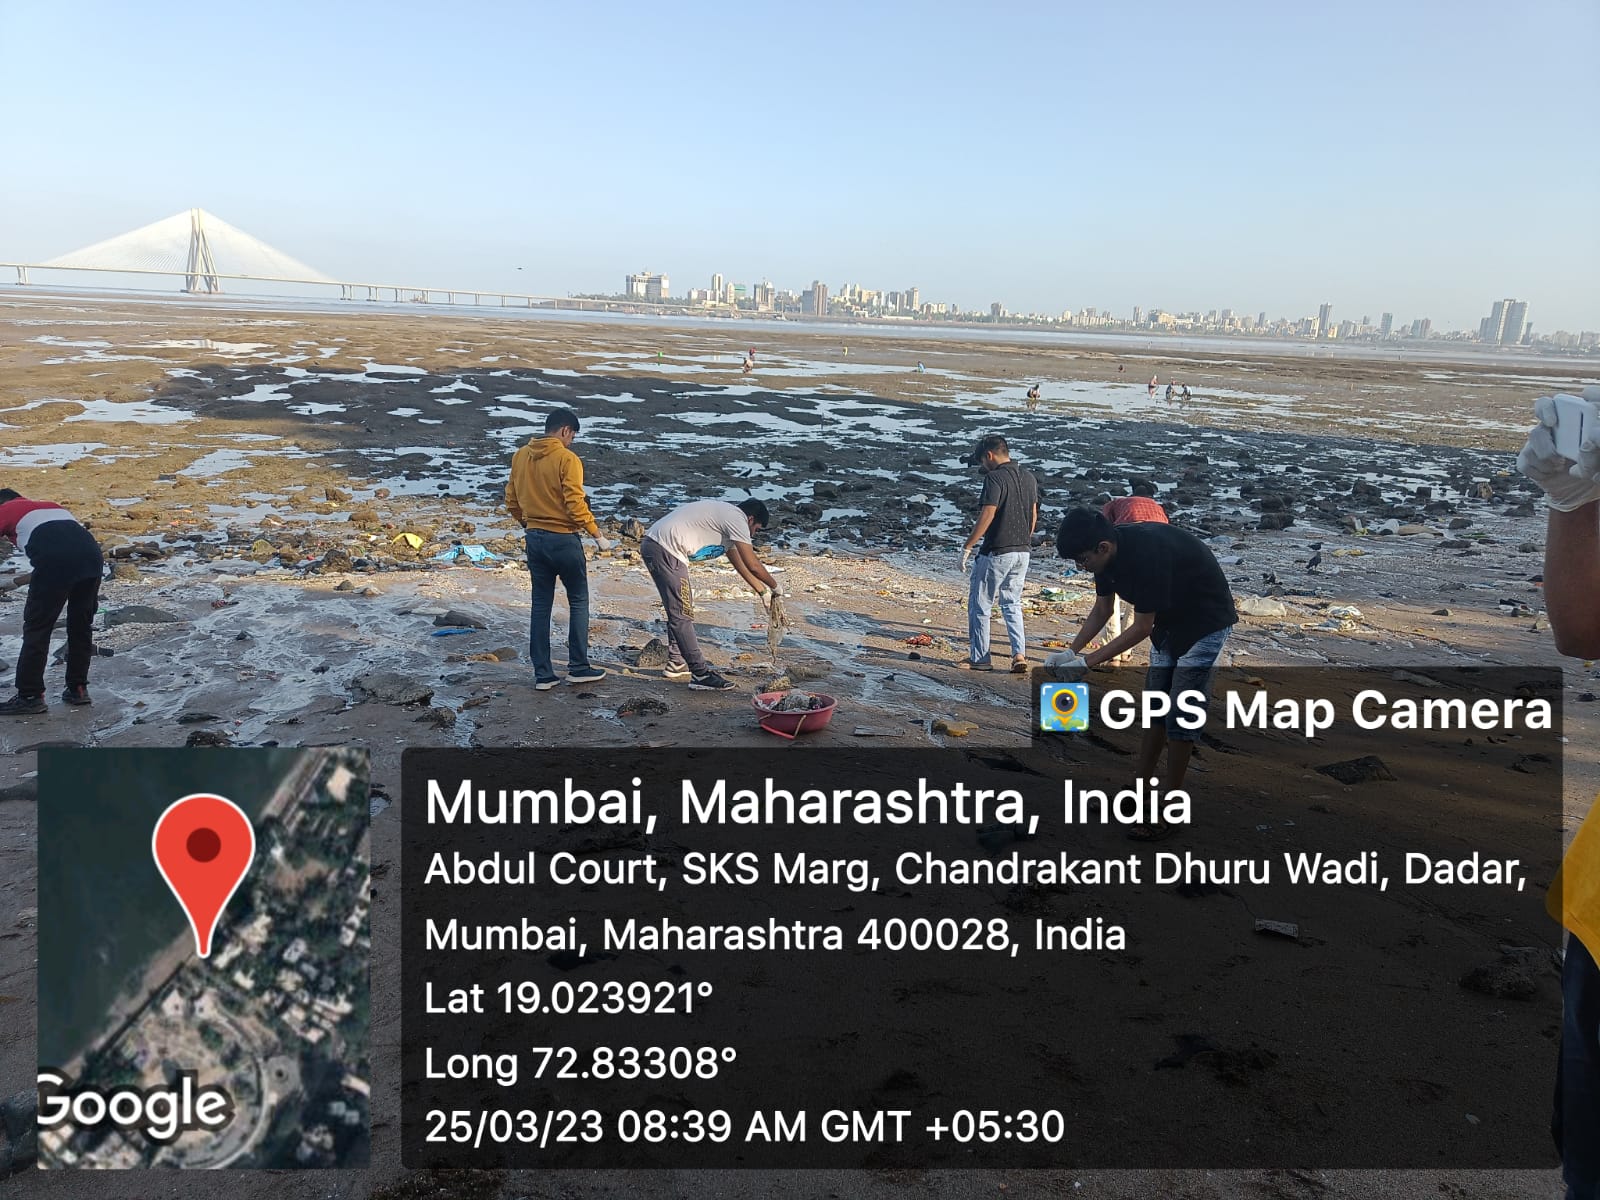 GPS Map Camera
Mumbai, Maharashtra, India
Abdul Court, SKS Marg, Chandrakant Dhuru Wadi, Dadar,
Mumbai, Maharashtra 400028, India
Lat 19.023921°
Long 72.83308°
25/03/23 08:39 AM GMT +05:30
Google